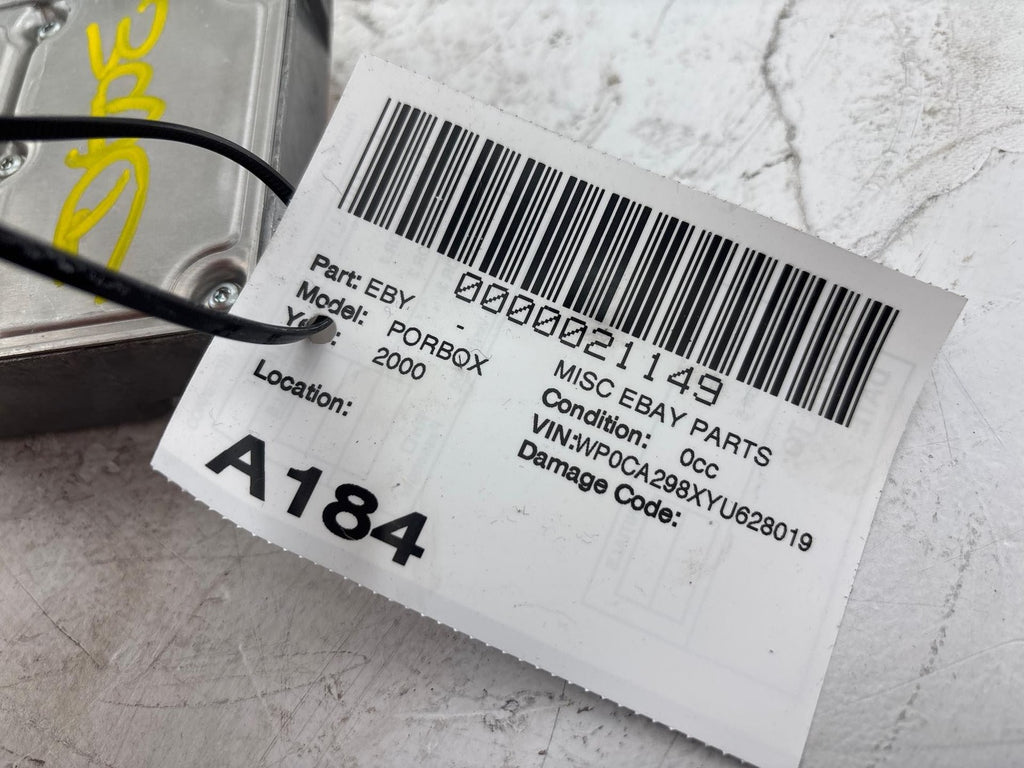 0000021149
Part: EBY - MISC EBAY PARTS
Model: PORBQX Condition: 0cc
2000 VIN:WP0CA298XYU628019
Location: Damage Code:
A184